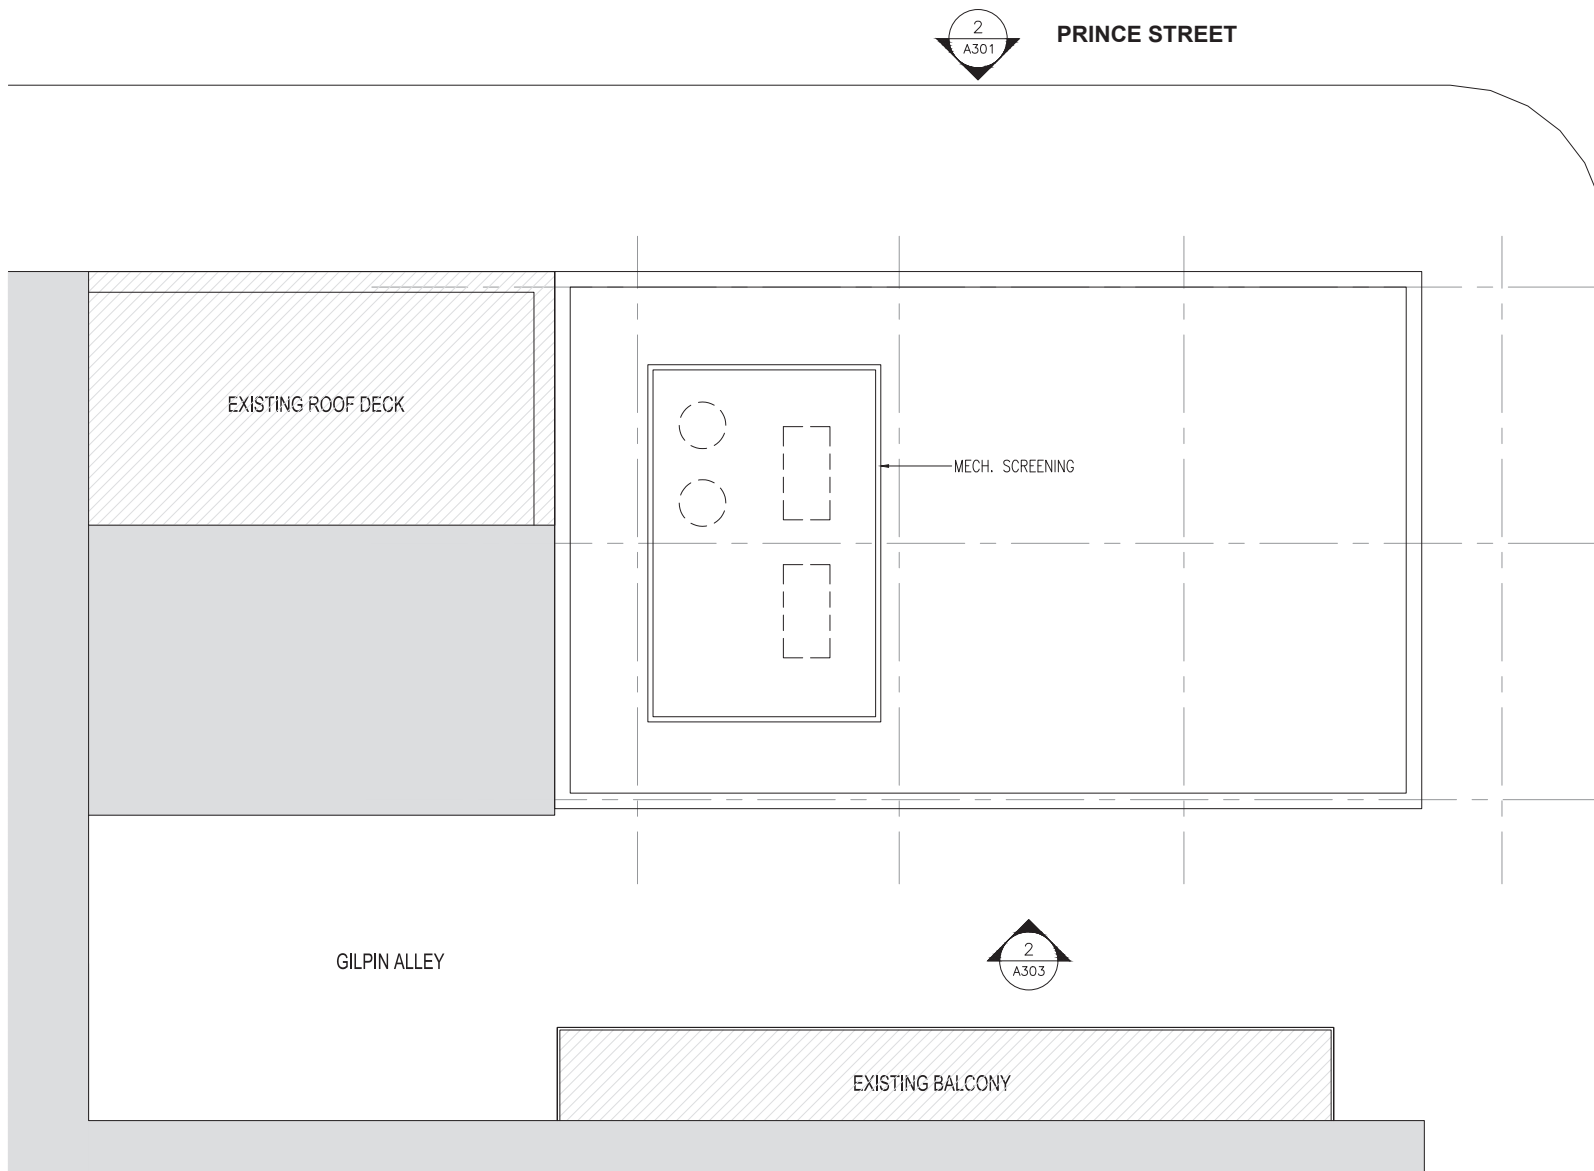 2
A301
PRINCE STREET
EXISTING ROOF DECK
MECH. SCREENING
GILPIN ALLEY
2
A303
EXISTING BALCONY